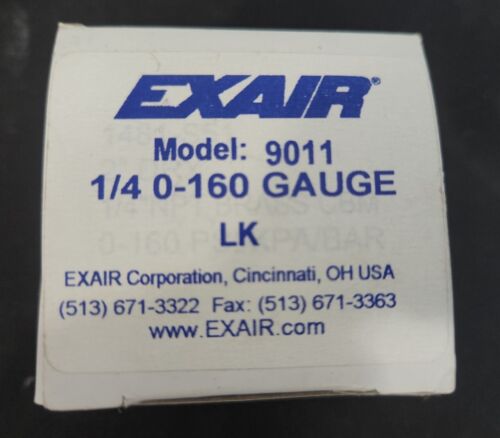 EXAIR®
Model: 9011
1/4 0-160 GAUGE
LK
EXAIR Corporation, Cincinnati, OH USA
(513) 671-3322 Fax: (513) 671-3363
www.EXAIR.com